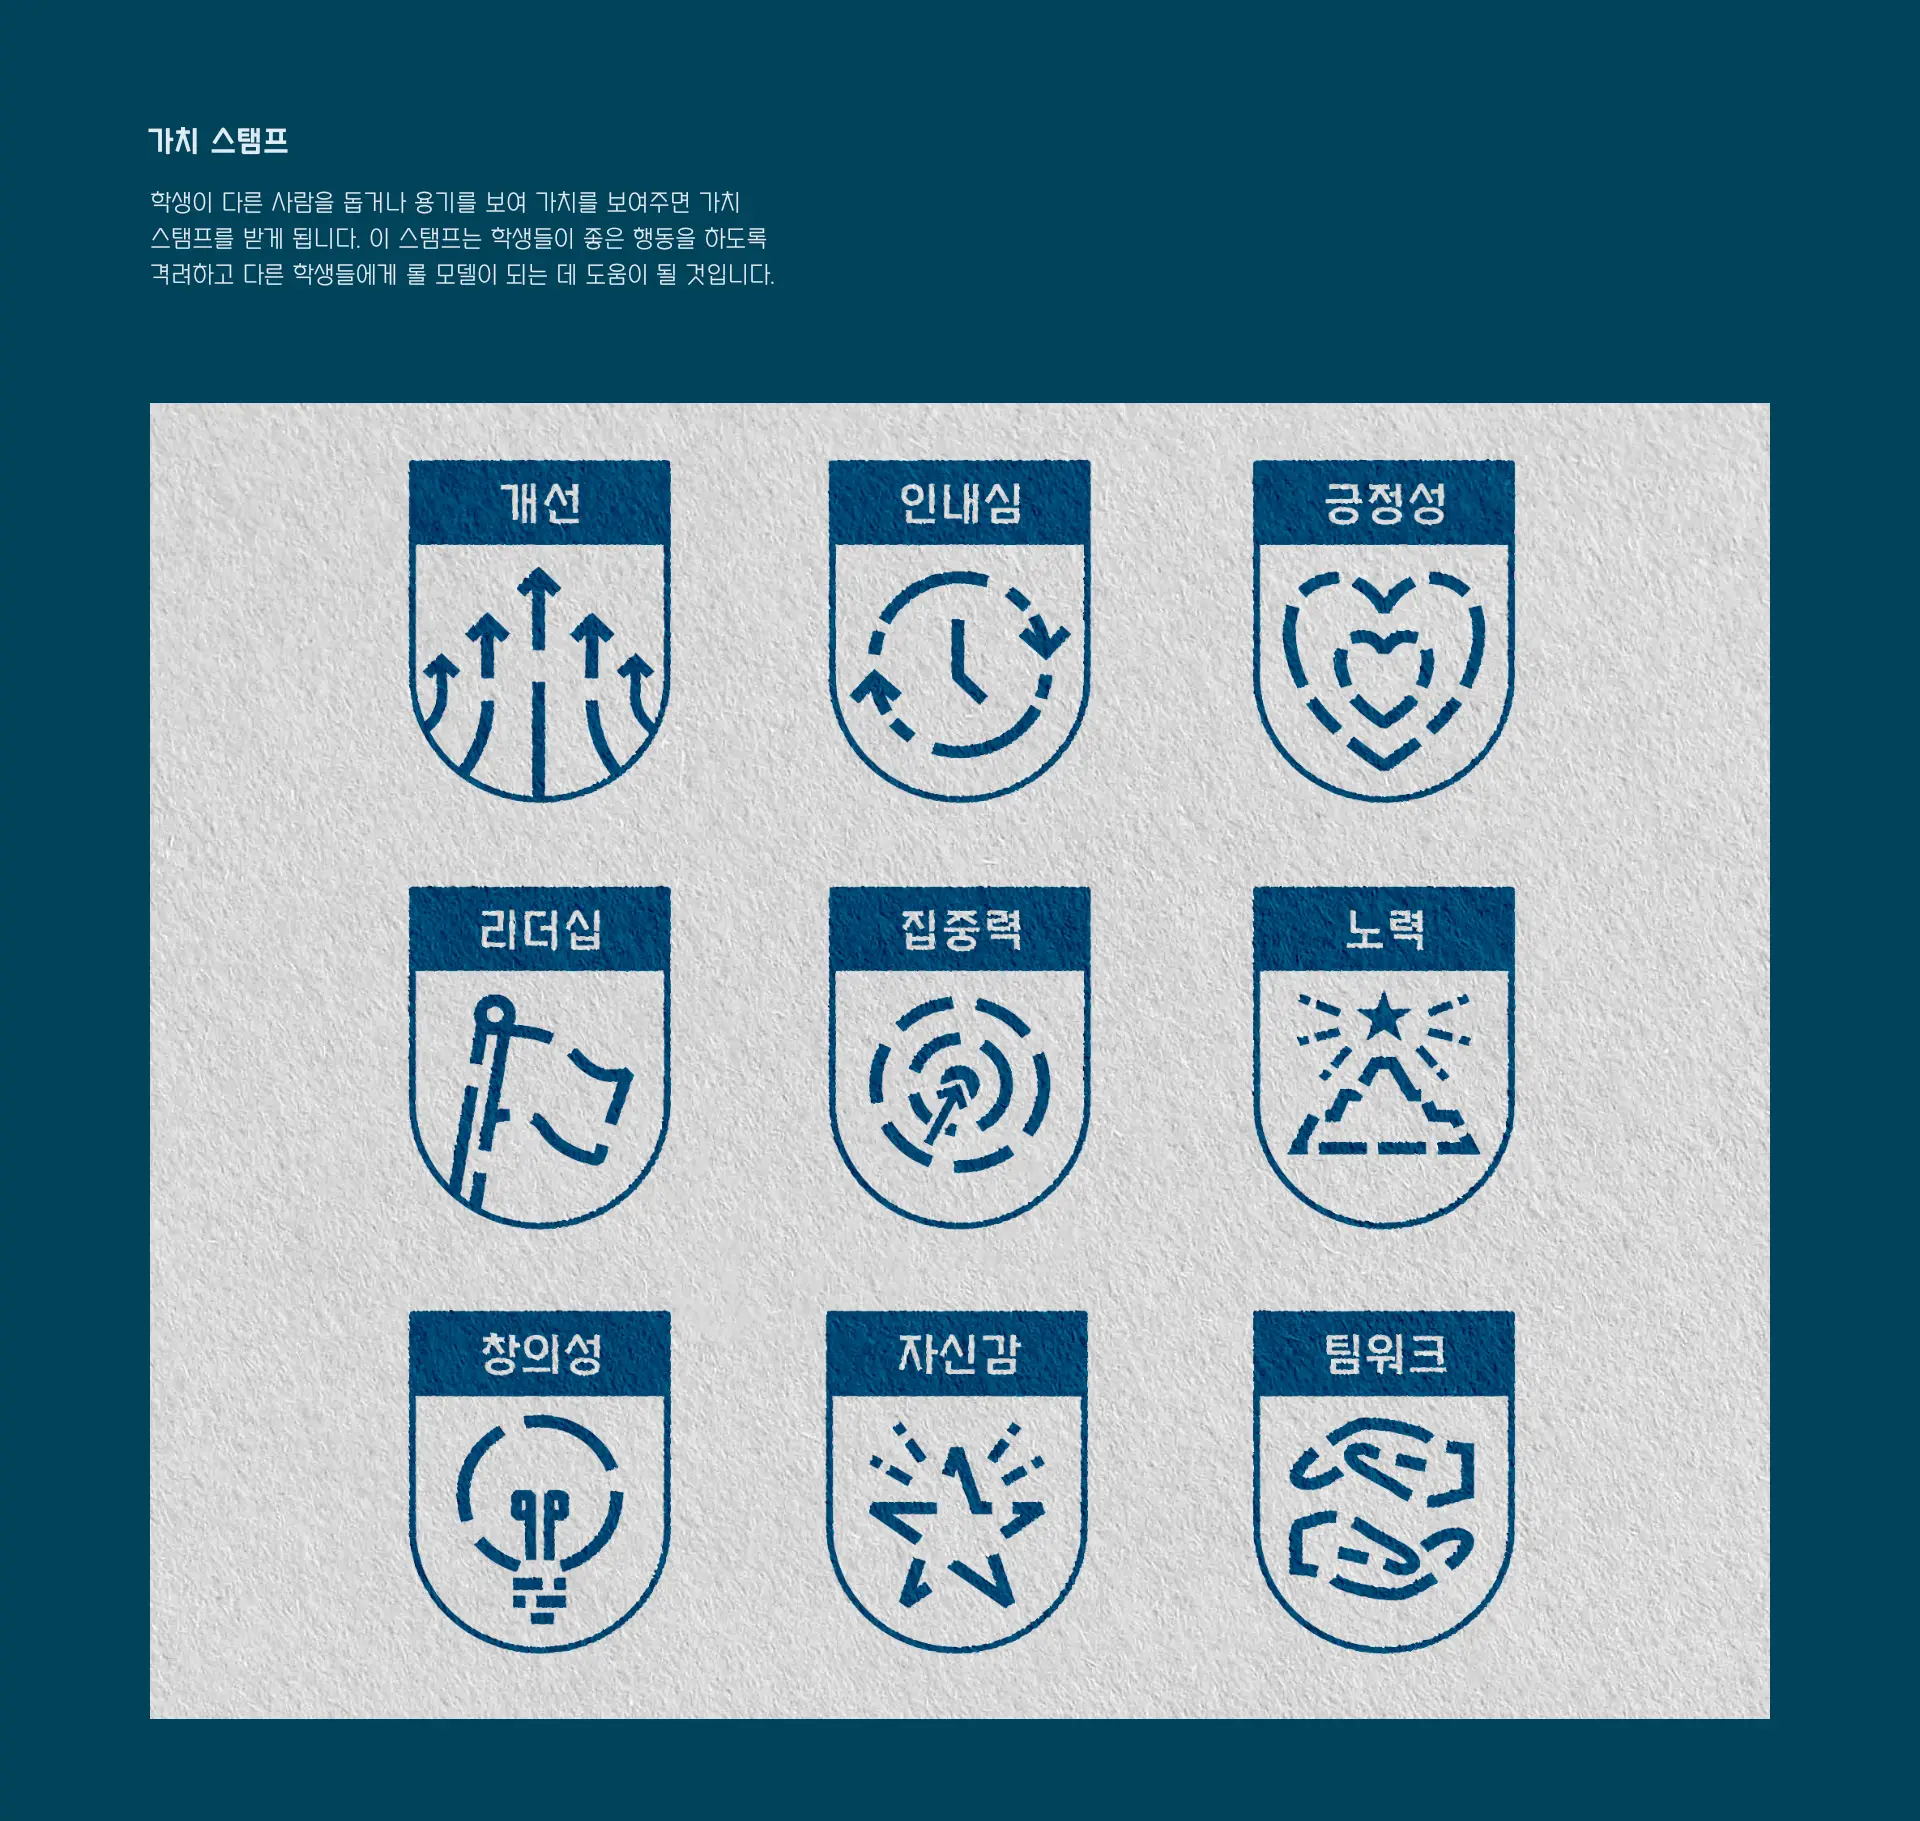 가치 스탬프
학생이 다른 사람을 돕거나 용기를 보여 가치를 보여주면 가치
스탬프를 받게 됩니다. 이 스탬프는 학생들이 좋은 행동을 하도록
격려하고 다른 학생들에게 롤 모델이 되는 데 도움이 될 것입니다.
개선
인내심
긍정성
리더십
집중력
노력
창의성
자신감
팀워크